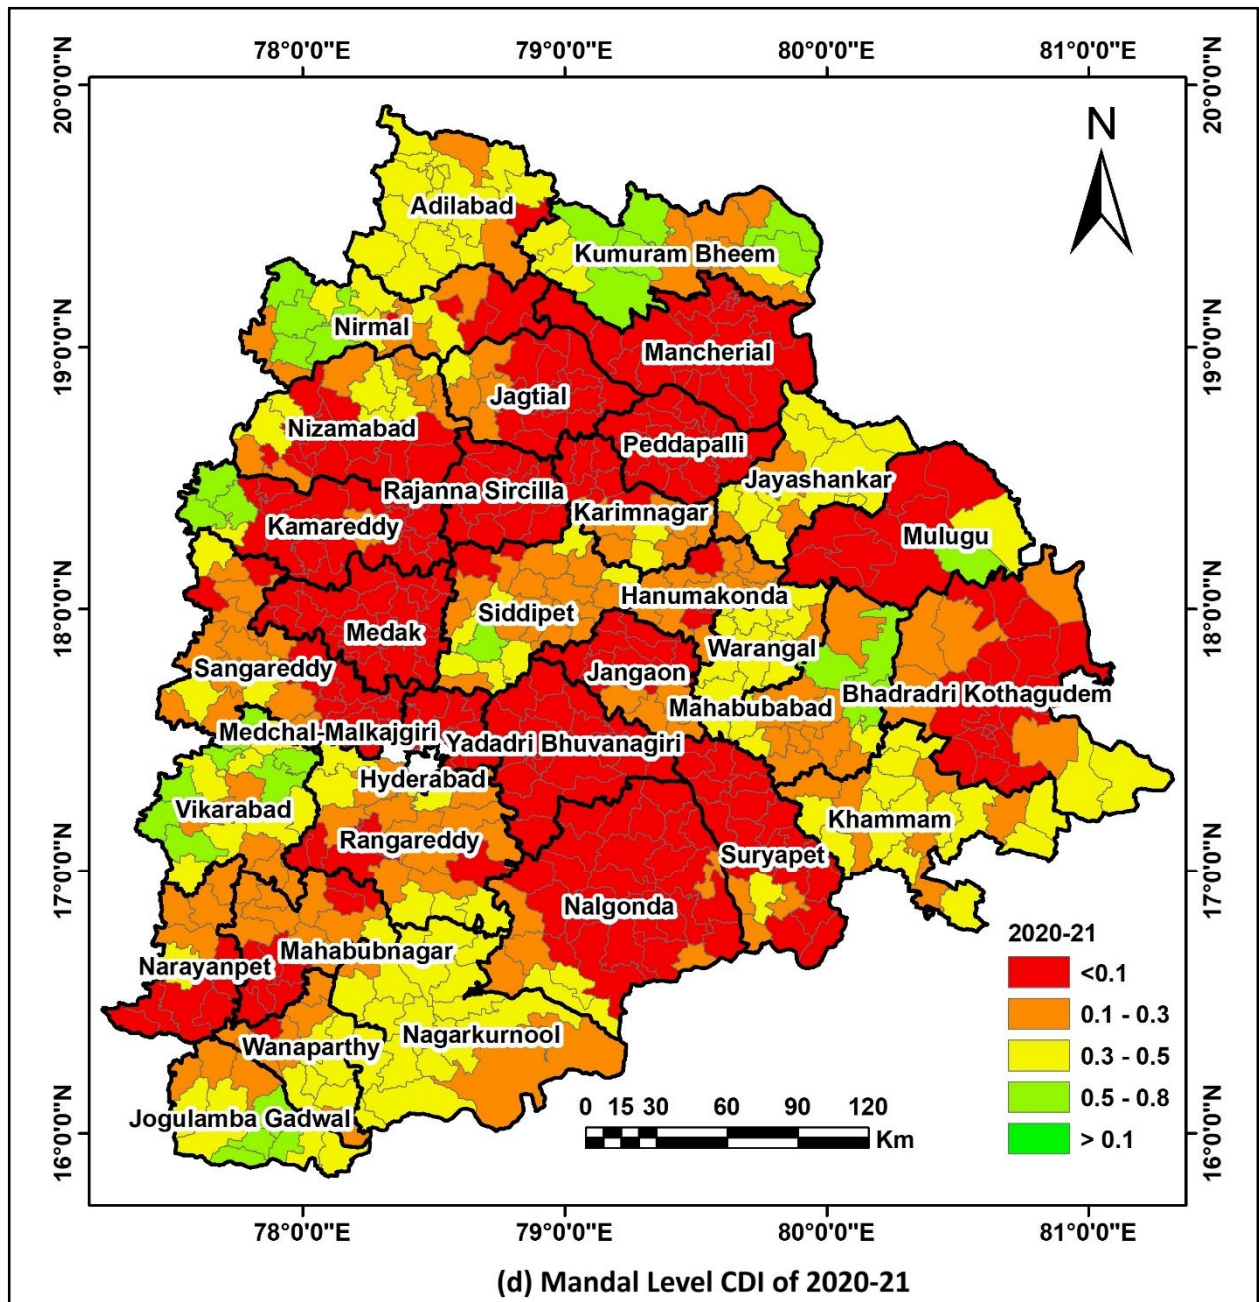 78°0'0"E 79°0'0"E 80°0'0"E 81°0'0"E
20°0'0"N 20°0'0"N
N
Adilabad
Kumuram Bheem
Nirmal
19°0'0"N 19°0'0"N
Mancherial
Jagtial
Nizamabad
Peddapalli
Jayashankar
Rajanna Sircilla
Karimnagar
Kamareddy
Mulugu
18°0'0"N 18°0'0"N
Hanumakonda
Siddipet
Medak
Warangal
Sangareddy
Jangaon
Bhadradri Kothagudem
Mahabubabad
Medchal-Malkajgiri
Yadadri Bhuvanagiri
Hyderabad
Vikarabad
Khammam
Rangareddy
Suryapet
17°0'0"N 17°0'0"N
Nalgonda
Mahabubnagar
Narayanpet
Nagarkurnool
Wanaparthy
Jogulamba Gadwal
16°0'0"N 16°0'0"N
2020-21
<0.1
0.1 - 0.3
0.3 - 0.5
0.5 - 0.8
> 0.1
0 15 30 60 90 120
Km
78°0'0"E 79°0'0"E 80°0'0"E 81°0'0"E
(d) Mandal Level CDI of 2020-21